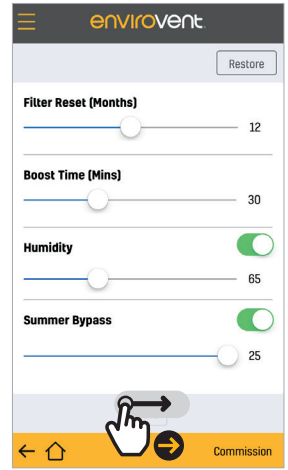 envirovent
Restore
Filter Reset (Months)
12
Boost Time (Mins)
30
Humidity
65
Summer Bypass
25
Commission